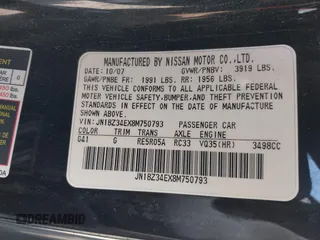 MANUFACTURED BY NISSAN MOTOR CO.,LTD.
DATE: 10/07 GVWR/PNBV: 3919 LBS.
GAWR/PNBE FR: 1991 LBS. RR: 1956 LBS.
THIS VEHICLE CONFORMS TO ALL APPLICABLE
FEDERAL MOTOR VEHICLE
SAFETY,BUMPER,AND THEFT PREVENTION
STANDARDS IN EFFECT ON THE DATE OF MANUFACTURE
SHOWN ABOVE.
VIN: JN1BZ34EX8M750793 PASSENGER CAR
COLOR TRIM TRANS AXLE ENGINE
G41 G RE5R05A RC33 VQ35(HR) 3498CC
JN1BZ34EX8M750793
DREAMBID